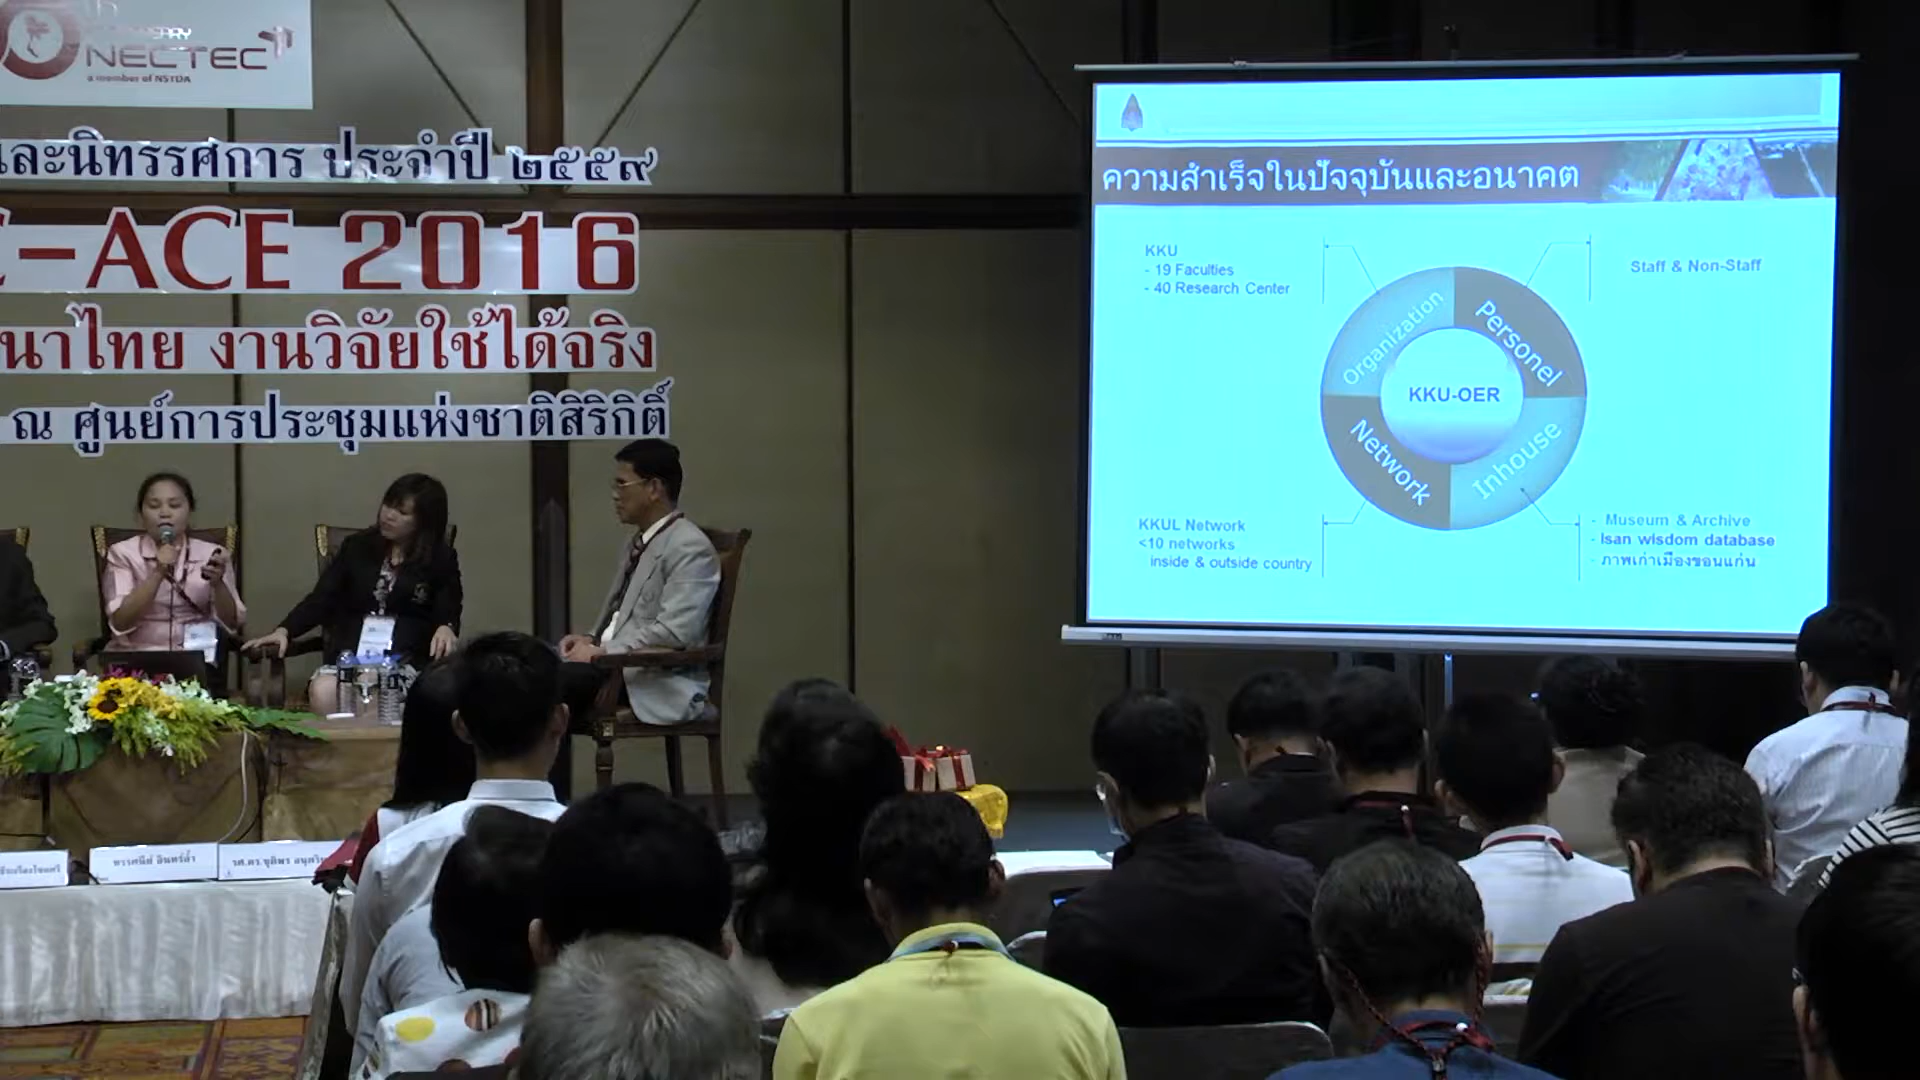 NECTEC
a member of NSTDA
และนิทรรศการ ประจำปี ๒๕๕๙
-ACE 2016
นาไทย งานวิจัยใช้ได้จริง
ณ ศูนย์การประชุมแห่งชาติสิริกิติ์
ความสำเร็จในปัจจุบันและอนาคต
KKU
- 19 Faculties
- 40 Research Center
Staff & Non-Staff
Organization
Personel
KKU-OER
Network
Inhouse
KKUL Network
<10 networks
inside & outside country
- Museum & Archive
- Isan wisdom database
- ภาพเก่าเมืองขอนแก่น